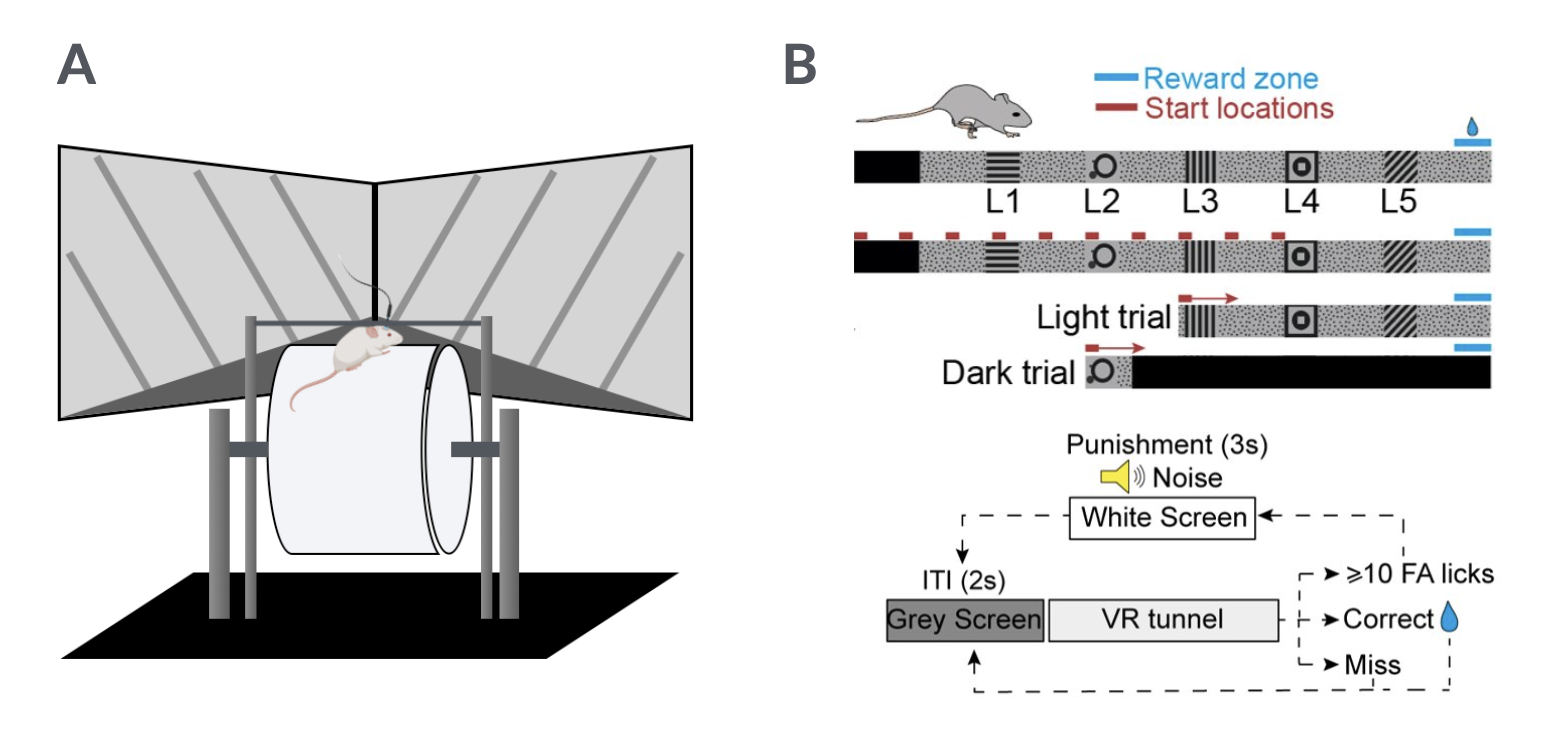 A
B
Reward zone
Start locations
L1 L2 L3 L4 L5
Light trial
Dark trial
Punishment (3s)
Noise
White Screen
ITI (2s)
≥10 FA licks
Grey Screen
VR tunnel
Correct
Miss